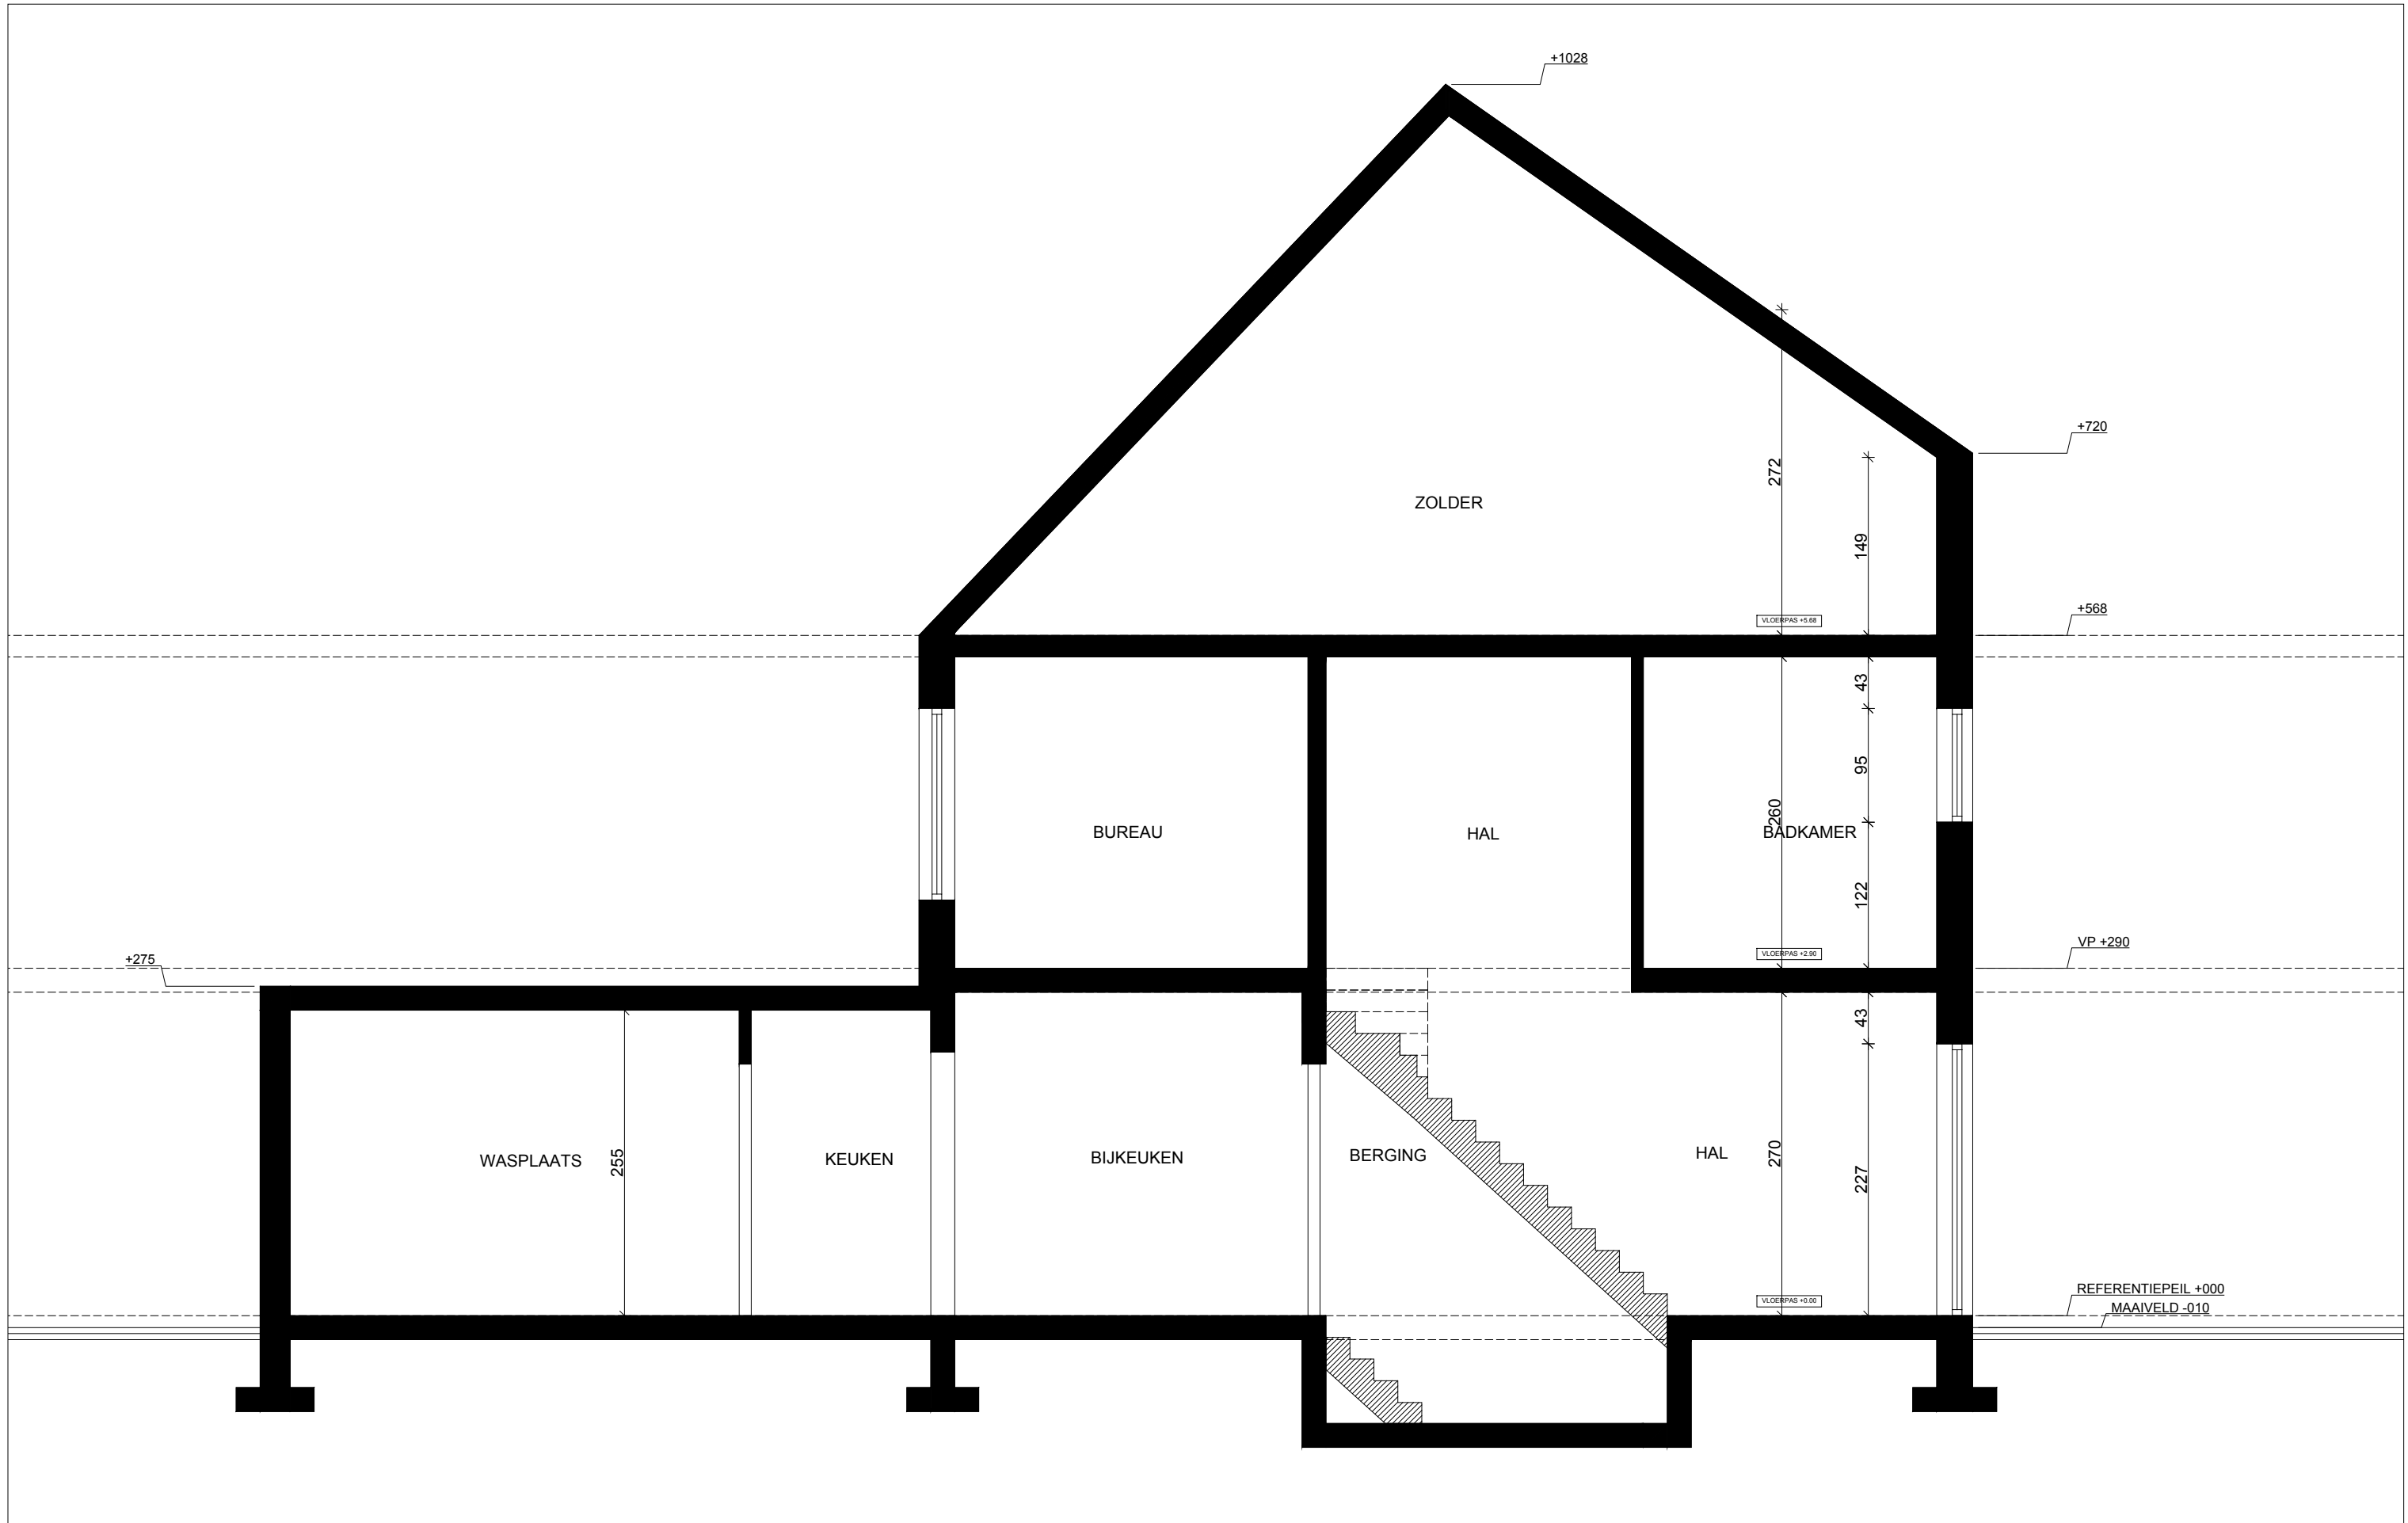 +1028
+720
272
ZOLDER
149
+568
VLOERPAS +5.68
43
95
260
BUREAU
HAL
BADKAMER
122
VP +290
+275
VLOERPAS +2.90
43
WASPLAATS
255
KEUKEN
BIJKEUKEN
BERGING
HAL
270
227
REFERENTIEPEIL +000
VLOERPAS +0.00
MAAIVELD -010